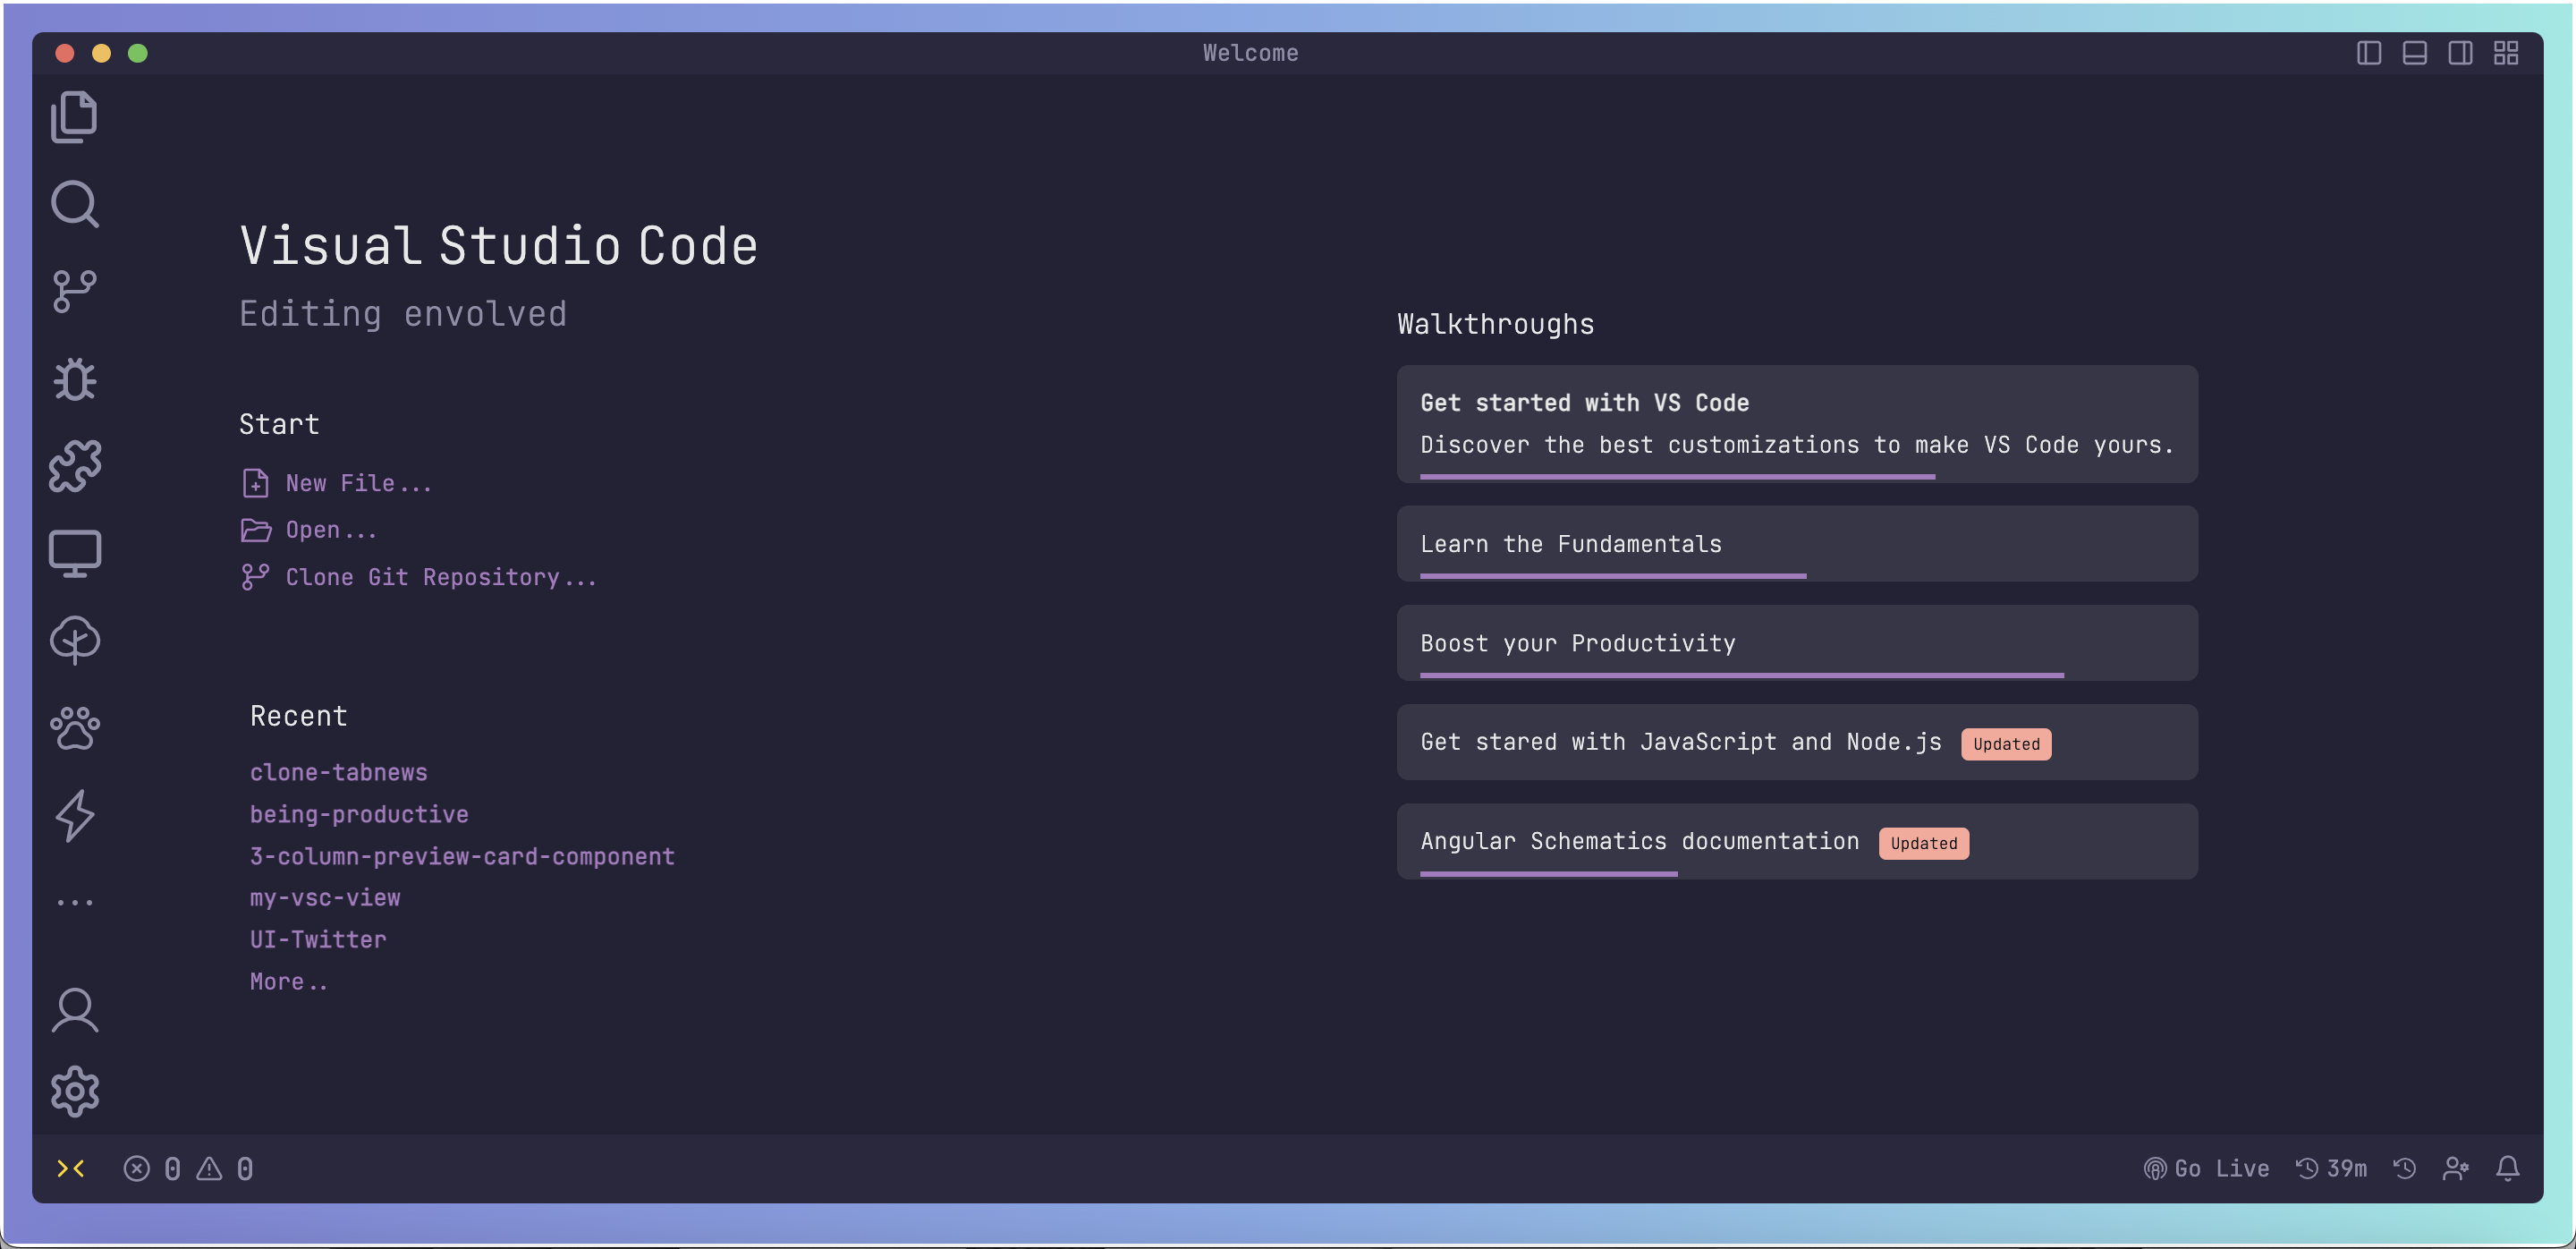 Welcome
Visual Studio Code
Editing envolved
Start
New File...
Open...
Clone Git Repository...
Recent
clone-tabnews
being-productive
3-column-preview-card-component
my-vsc-view
UI-Twitter
More..
Walkthroughs
Get started with VS Code
Discover the best customizations to make VS Code yours.
Learn the Fundamentals
Boost your Productivity
Get stared with JavaScript and Node.js Updated
Angular Schematics documentation Updated
0 0
Go Live 39m